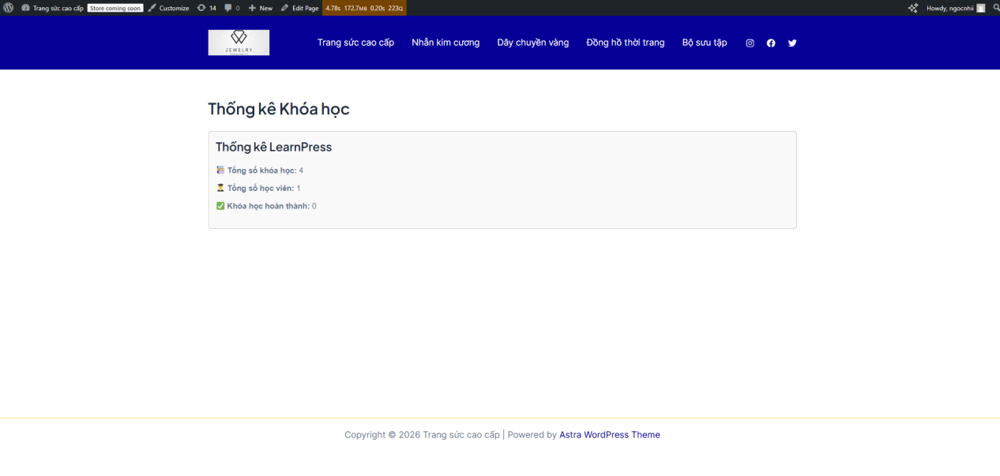 Trang sức cao cấp Store coming soon Customize 14 0 New Edit Page 4.78s 172.7MB 0.20s 223Q Howdy, ngocnhii
JEWELRY Trang sức cao cấp Nhẫn kim cương Dây chuyền vàng Đồng hồ thời trang Bộ sưu tập
Thống kê Khóa học
Thống kê LearnPress
Tổng số khóa học: 4
Tổng số học viên: 1
Khóa học hoàn thành: 0
Copyright © 2026 Trang sức cao cấp | Powered by Astra WordPress Theme